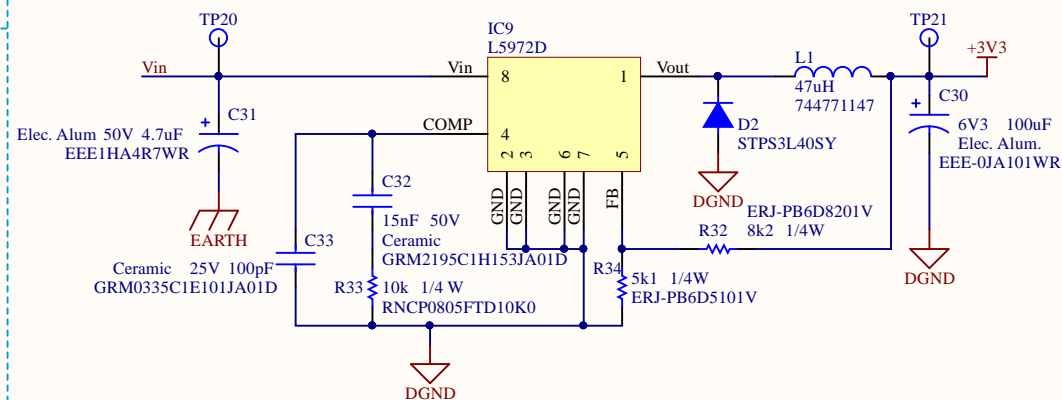 TP20
TP21
IC9
L5972D
L1
+3V3
Vin
Vin
8
1
Vout
47uH
744771147
C31
C30
Elec. Alum 50V 4.7uF
EEE1HA4R7WR
COMP
4
D2
STPS3L40SY
6V3 100uF
Elec. Alum.
EEE-0JA101WR
2
3
6
7
5
GND
GND
GND
GND
FB
C32
15nF 50V
Ceramic
GRM2195C1H153JA01D
DGND
ERJ-PB6D8201V
R32 8k2 1/4W
EARTH
C33
Ceramic 25V 100pF
GRM0335C1E101JA01D
R33
10k 1/4 W
RNCP0805FTD10K0
R34
5k1 1/4W
ERJ-PB6D5101V
DGND
DGND